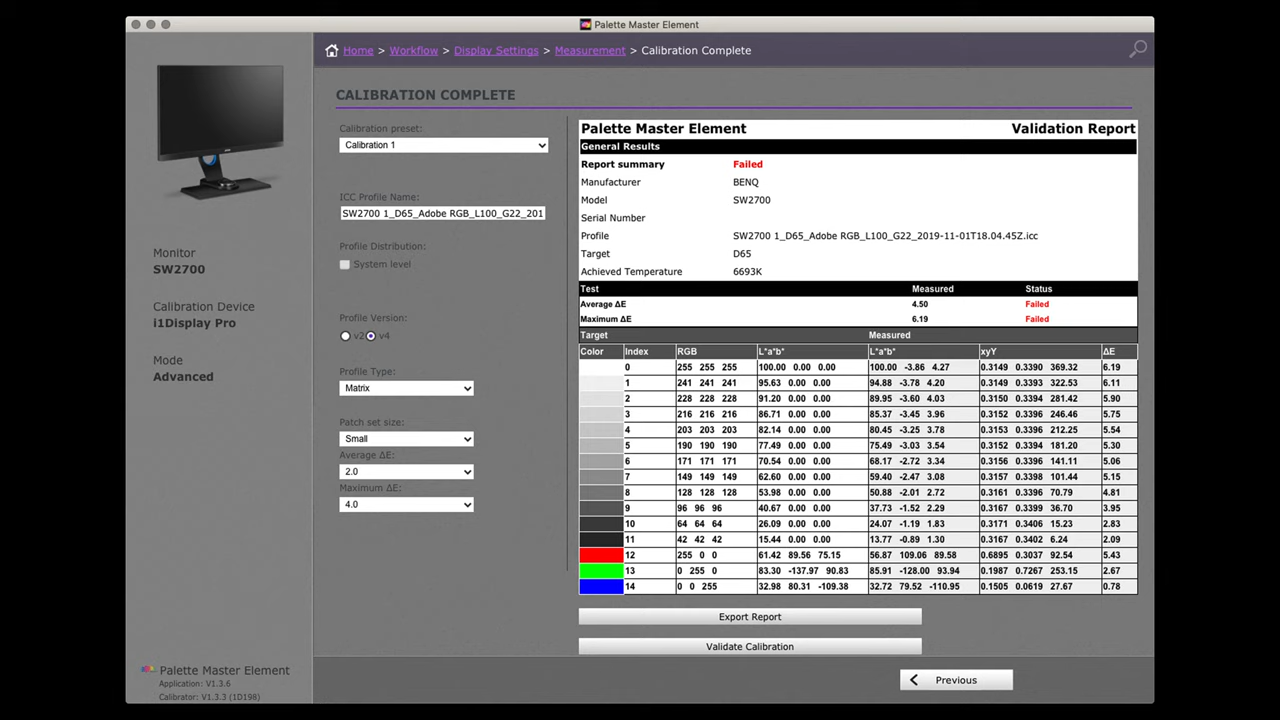 Palette Master Element
Home > Workflow > Display Settings > Measurement > Calibration Complete
CALIBRATION COMPLETE
Calibration preset:
Calibration 1
ICC Profile Name:
SW2700 1_D65_Adobe RGB_L100_G22_201
Profile Distribution:
System level
Profile Version:
v2 v4
Profile Type:
Matrix
Patch set size:
Small
Average ΔE:
2.0
Maximum ΔE:
4.0
Monitor
SW2700
Calibration Device
i1Display Pro
Mode
Advanced
Palette Master Element
Application: V1.3.6
Calibrator: V1.3.3 (1D198)
Palette Master Element Validation Report
General Results
Report summary Failed
Manufacturer BENQ
Model SW2700
Serial Number
Profile SW2700 1_D65_Adobe RGB_L100_G22_2019-11-01T18.04.45Z.icc
Target D65
Achieved Temperature 6693K
Test Measured Status
Average ΔE 4.50 Failed
Maximum ΔE 6.19 Failed
Target Measured
Color Index RGB L*a*b* L*a*b* xyY ΔE
0 255 255 255 100.00 0.00 0.00 100.00 -3.86 4.27 0.3149 0.3390 369.32 6.19
1 241 241 241 95.63 0.00 0.00 94.88 -3.78 4.20 0.3149 0.3393 322.53 6.11
2 228 228 228 91.20 0.00 0.00 89.95 -3.60 4.03 0.3150 0.3394 281.42 5.90
3 216 216 216 86.71 0.00 0.00 85.37 -3.45 3.96 0.3152 0.3394 246.46 5.75
4 203 203 203 82.14 0.00 0.00 80.45 -3.25 3.78 0.3153 0.3396 212.25 5.54
5 190 190 190 77.49 0.00 0.00 75.49 -3.03 3.54 0.3152 0.3394 181.20 5.30
6 171 171 171 70.54 0.00 0.00 68.17 -2.72 3.34 0.3156 0.3396 141.11 5.06
7 149 149 149 62.60 0.00 0.00 59.40 -2.47 3.08 0.3157 0.3398 101.44 5.15
8 128 128 128 53.98 0.00 0.00 50.88 -2.01 2.72 0.3161 0.3396 70.79 4.81
9 96 96 96 40.67 0.00 0.00 37.73 -1.52 2.29 0.3167 0.3399 36.70 3.95
10 64 64 64 26.09 0.00 0.00 24.07 -1.19 1.83 0.3171 0.3406 15.23 2.83
11 42 42 42 15.44 0.00 0.00 13.77 -0.89 1.30 0.3167 0.3402 6.24 2.09
12 255 0 0 61.42 89.56 75.15 56.87 109.06 89.58 0.6895 0.3037 92.54 5.43
13 0 255 0 83.30 -137.97 90.83 85.91 -128.00 93.94 0.1987 0.7267 253.15 2.67
14 0 0 255 32.98 80.31 -109.38 32.72 79.52 -110.95 0.1505 0.0619 27.67 0.78
Export Report
Validate Calibration
Previous